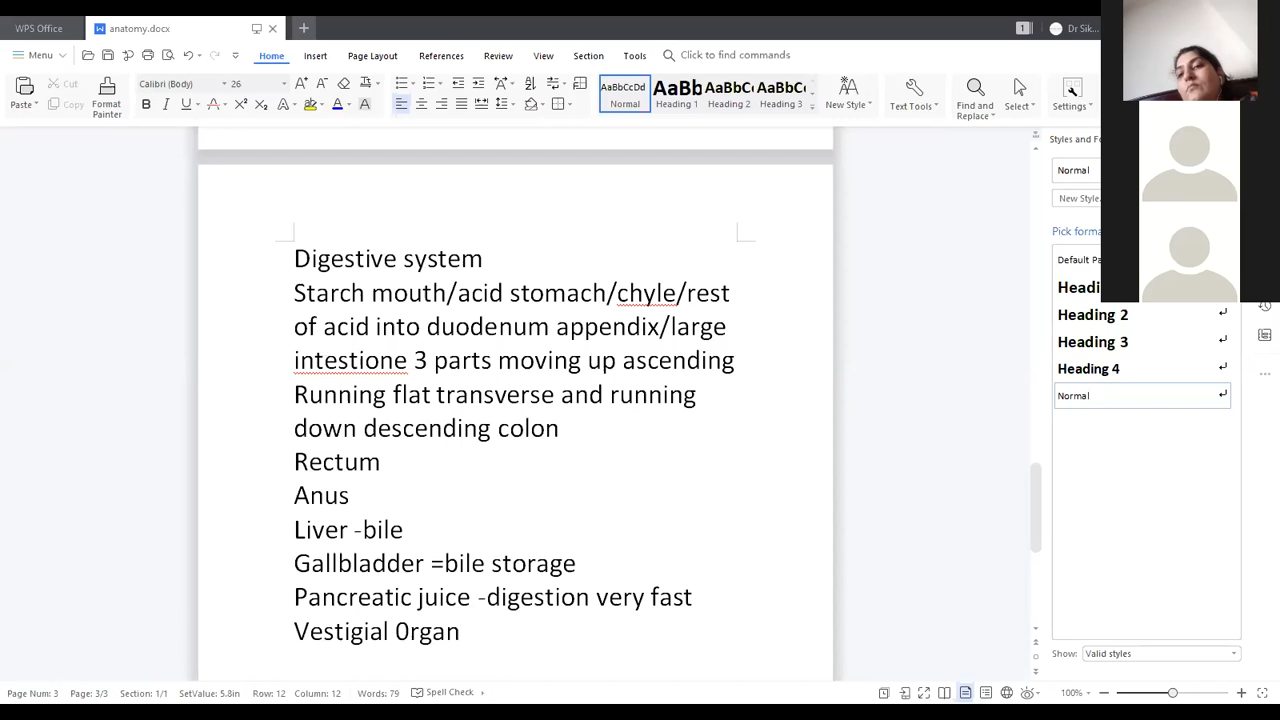 WPS Office
anatomy.docx
1
Dr Sik...
Menu
Home
Insert
Page Layout
References
Review
View
Section
Tools
Click to find commands
Paste
Cut
Copy
Format Painter
Calibri (Body)
26
AaBbCcDd
Normal
AaBb
Heading 1
AaBbC
Heading 2
AaBbC
Heading 3
New Style
Text Tools
Find and Replace
Select
Settings
Digestive system
Starch mouth/acid stomach/chyle/rest
of acid into duodenum appendix/large
intestione 3 parts moving up ascending
Running flat transverse and running
down descending colon
Rectum
Anus
Liver -bile
Gallbladder =bile storage
Pancreatic juice -digestion very fast
Vestigial 0rgan
Styles and Fo
Normal
New Style.
Pick forma
Default Pa
Headi
Heading 2
Heading 3
Heading 4
Normal
Show: Valid styles
Page Num: 3 Page: 3/3 Section: 1/1 SetValue: 5.8in Row: 12 Column: 12 Words: 79 Spell Check
100%